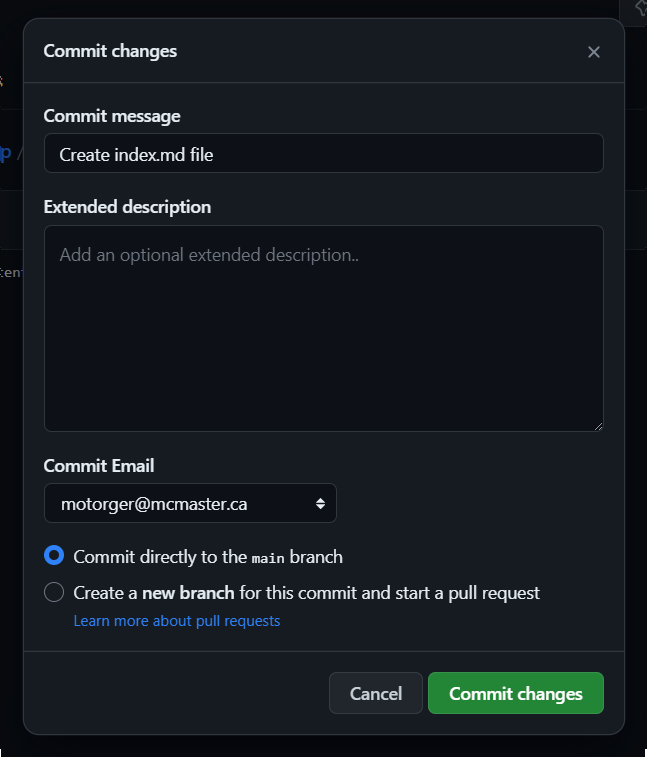 Commit changes
Commit message
Create index.md file
Extended description
Add an optional extended description..
Commit Email
motorger@mcmaster.ca
Commit directly to the main branch
Create a new branch for this commit and start a pull request
Learn more about pull requests
Cancel
Commit changes